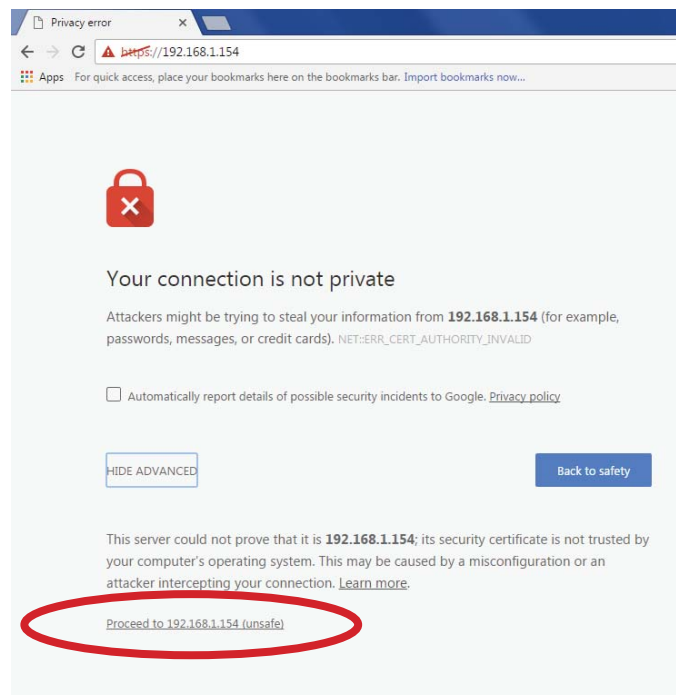 Privacy error
https://192.168.1.154
Apps For quick access, place your bookmarks here on the bookmarks bar. Import bookmarks now...
Your connection is not private
Attackers might be trying to steal your information from 192.168.1.154 (for example,
passwords, messages, or credit cards). NET::ERR_CERT_AUTHORITY_INVALID
Automatically report details of possible security incidents to Google. Privacy policy
HIDE ADVANCED
Back to safety
This server could not prove that it is 192.168.1.154; its security certificate is not trusted by
your computer's operating system. This may be caused by a misconfiguration or an
attacker intercepting your connection. Learn more.
Proceed to 192.168.1.154 (unsafe)